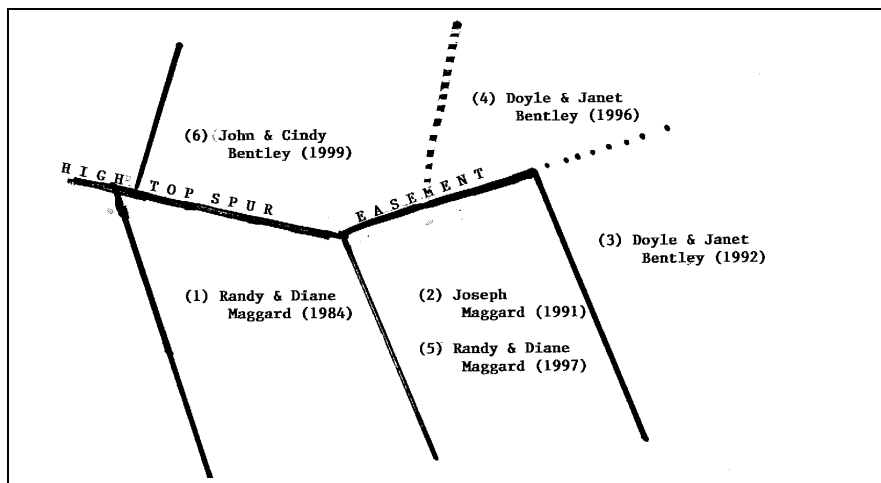 (4) Doyle & Janet
Bentley (1996)
(6) John & Cindy
Bentley (1999)
HIGH TOP SPUR
EASEMENT
(3) Doyle & Janet
Bentley (1992)
(1) Randy & Diane
Maggard (1984)
(2) Joseph
Maggard (1991)
(5) Randy & Diane
Maggard (1997)